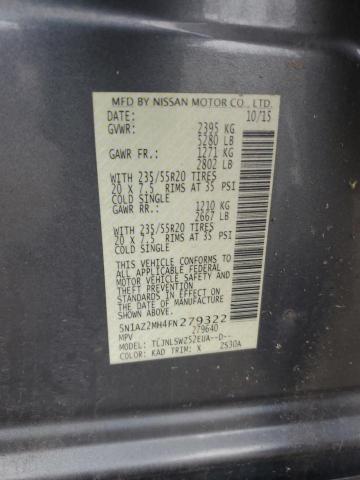 MFD BY NISSAN MOTOR CO., LTD.
DATE: 10/15
GVWR: 2395 KG
5280 LB
GAWR FR.: 1271 KG
2802 LB
WITH 235/55R20 TIRES
20 X 7.5 RIMS AT 35 PSI
COLD SINGLE
GAWR RR.: 1210 KG
2667 LB
WITH 235/55R20 TIRES
20 X 7.5 RIMS AT 35 PSI
COLD SINGLE
THIS VEHICLE CONFORMS TO ALL
APPLICABLE FEDERAL MOTOR
VEHICLE SAFETY STANDARDS IN
EFFECT ON THE DATE OF
MANUFACTURE SHOWN ABOVE.
5N1AZ2MH4FN279322
MPV 279640
MODEL: TLJNLSWZ52EUA--D--
COLOR: KAD TRIM: X 2530A